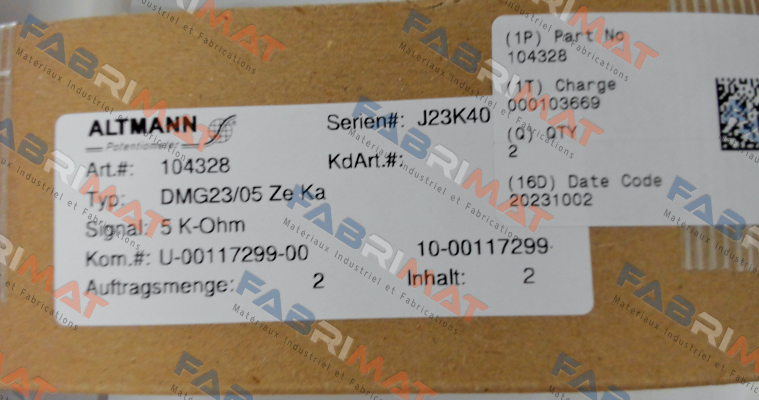 ALTMANN
Potentiometer
Serien#: J23K40
Art.#: 104328
KdArt.#:
Typ: DMG23/05 Ze Ka
Signal: 5 K-Ohm
Kom.#: U-00117299-00
10-00117299-
Auftragsmenge: 2
Inhalt: 2
(1P) Part No
104328
(1T) Charge
000103669
(Q) QTY
2
(16D) Date Code
20231002
FABRIMAT
Materiaux Industriel et Fabrications